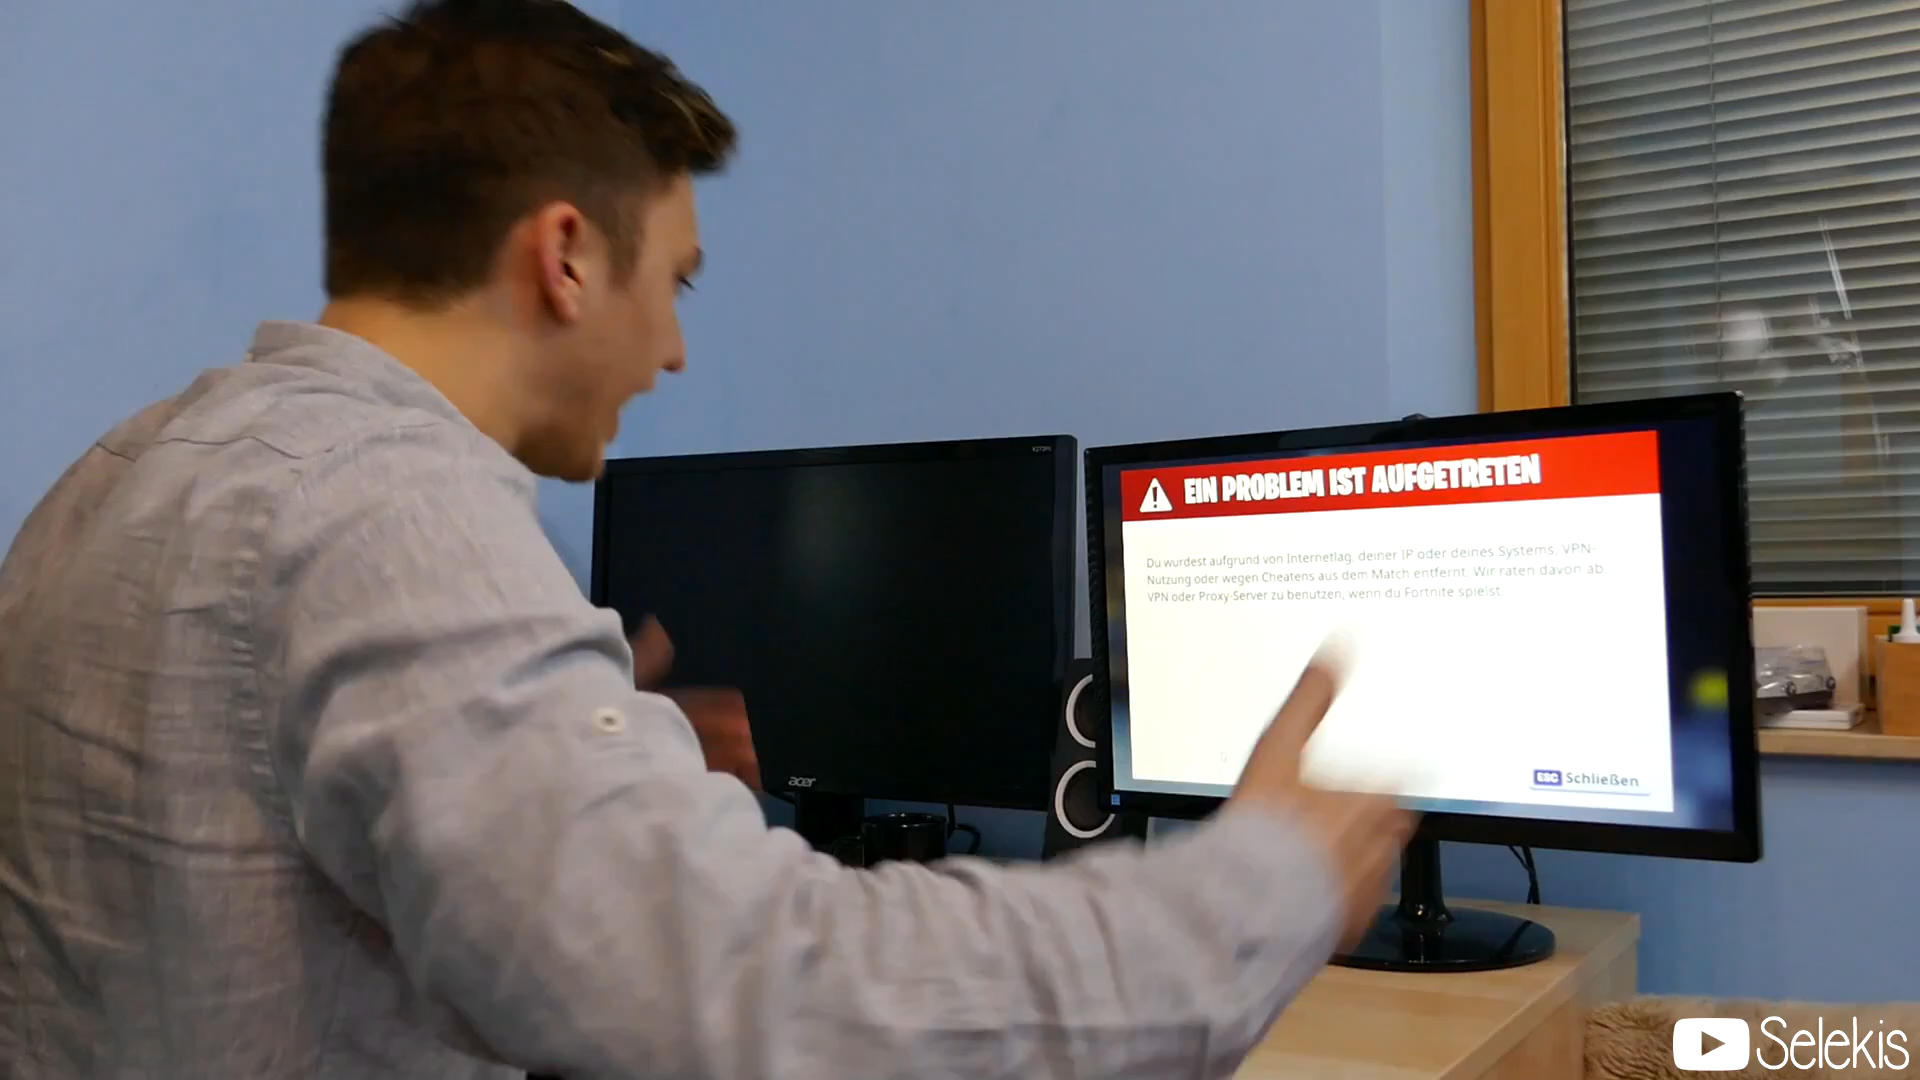 EIN PROBLEM IST AUFGETRETEN
Du wurdest aufgrund von Internetlag, deiner IP oder deines Systems, VPN-
Nutzung oder wegen Cheatens aus dem Match entfernt. Wir raten davon ab,
VPN oder Proxy-Server zu benutzen, wenn du Fortnite spielst.
ESC Schließen
acer
Selekis